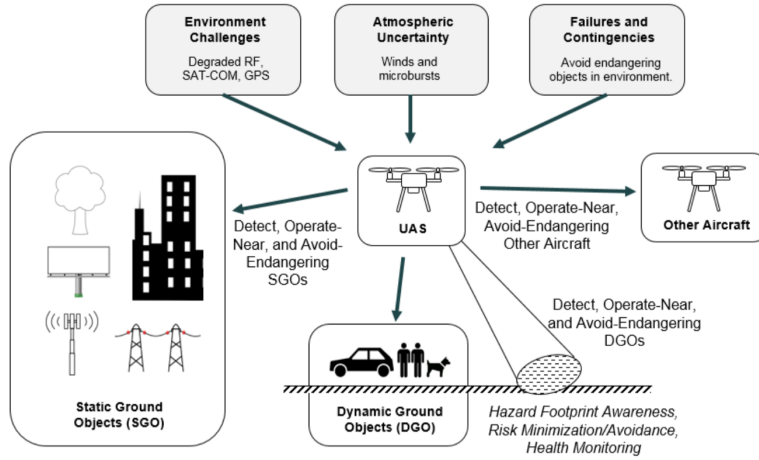 Environment
Challenges
Degraded RF,
SAT-COM, GPS
Atmospheric
Uncertainty
Winds and
microbursts
Failures and
Contingencies
Avoid endangering
objects in environment.
UAS
Detect, Operate-
Near, and Avoid-
Endangering
SGOs
Detect, Operate-Near,
Avoid-Endangering
Other Aircraft
Other Aircraft
Detect, Operate-Near,
and Avoid-Endangering
DGOs
Static Ground
Objects (SGO)
Dynamic Ground
Objects (DGO)
Hazard Footprint Awareness,
Risk Minimization/Avoidance,
Health Monitoring